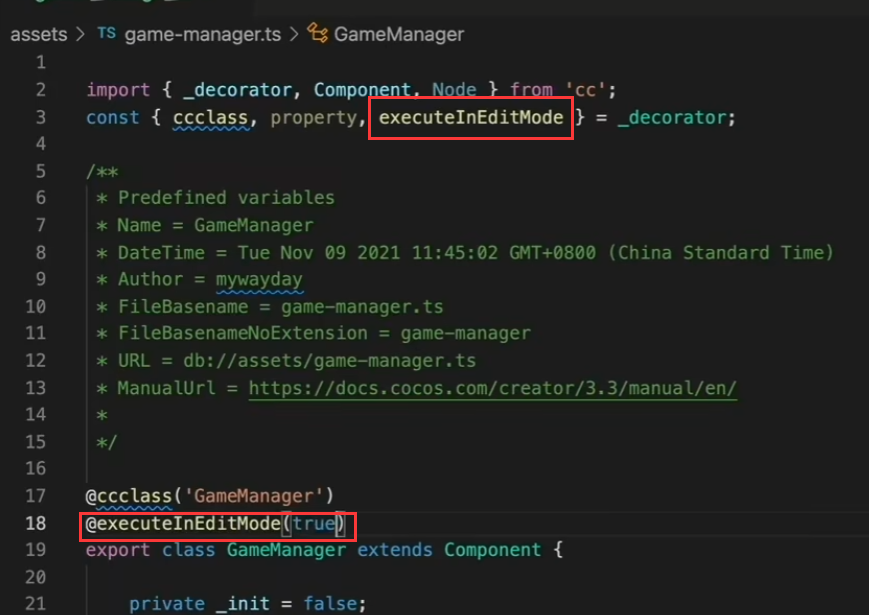 assets > TS game-manager.ts > GameManager
1
2 import { _decorator, Component, Node } from 'cc';
3 const { ccclass, property, executeInEditMode } = _decorator;
4
5 /**
6 * Predefined variables
7 * Name = GameManager
8 * DateTime = Tue Nov 09 2021 11:45:02 GMT+0800 (China Standard Time)
9 * Author = mywayday
10 * FileBasename = game-manager.ts
11 * FileBasenameNoExtension = game-manager
12 * URL = db://assets/game-manager.ts
13 * ManualUrl = https://docs.cocos.com/creator/3.3/manual/en/
14 *
15 */
16
17 @ccclass('GameManager')
18 @executeInEditMode(true)
19 export class GameManager extends Component {
20
21 private _init = false;